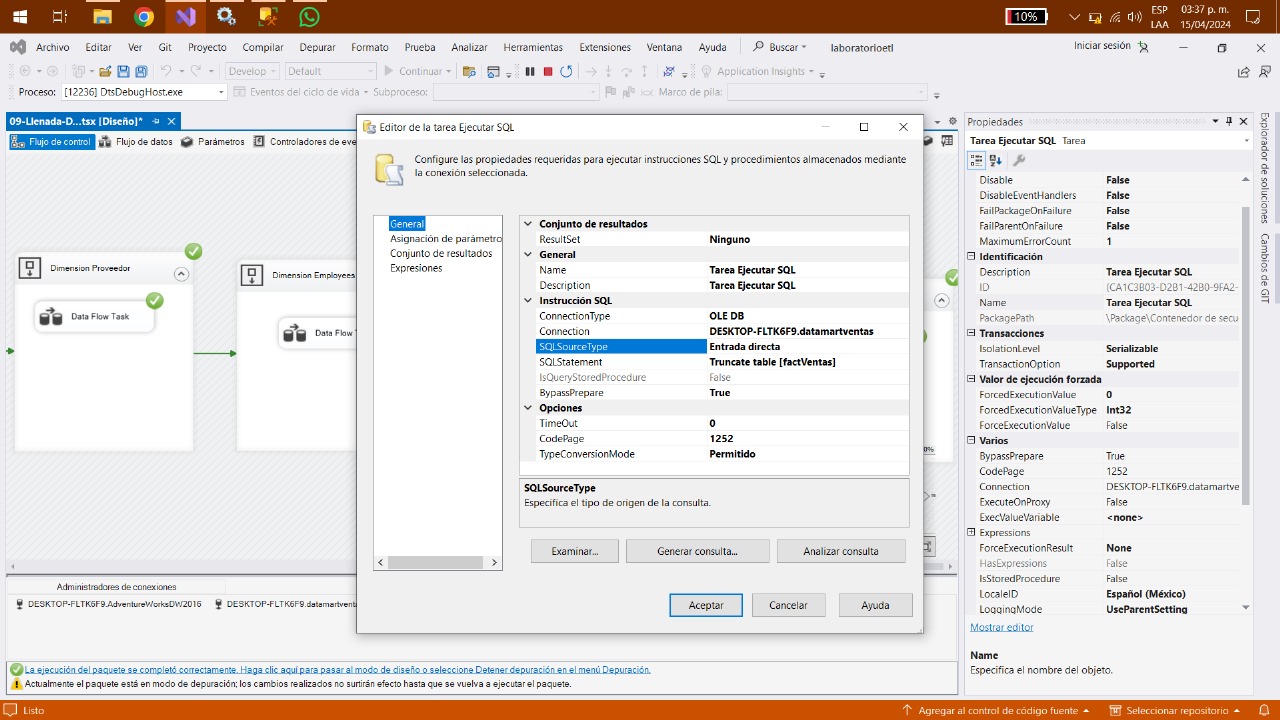 10%
ESP
LAA
03:37 p. m.
15/04/2024
Archivo Editar Ver Git Proyecto Compilar Depurar Formato Prueba Analizar Herramientas Extensiones Ventana Ayuda Buscar laboratorioetl Iniciar sesión
Develop Default Continuar Application Insights
Proceso: [12236] DtsDebugHost.exe Eventos del ciclo de vida Subproceso: Marco de pila:
09-Llenada-D...tsx [Diseño]*
Flujo de control Flujo de datos Parámetros Controladores de eve
Dimension Proveedor
Data Flow Task
Dimension Employees
Data Flow T
0%
Editor de la tarea Ejecutar SQL
Configure las propiedades requeridas para ejecutar instrucciones SQL y procedimientos almacenados mediante
la conexión seleccionada.
General
Asignación de parámetro
Conjunto de resultados
Expresiones
Conjunto de resultados
ResultSet Ninguno
General
Name Tarea Ejecutar SQL
Description Tarea Ejecutar SQL
Instrucción SQL
ConnectionType OLE DB
Connection DESKTOP-FLTK6F9.datamartventas
SQLSourceType Entrada directa
SQLStatement Truncate table [factVentas]
IsQueryStoredProcedure False
BypassPrepare True
Opciones
TimeOut 0
CodePage 1252
TypeConversionMode Permitido
SQLSourceType
Especifica el tipo de origen de la consulta.
Examinar... Generar consulta... Analizar consulta
Aceptar Cancelar Ayuda
Administradores de conexiones
DESKTOP-FLTK6F9.AdventureWorksDW2016 DESKTOP-FLTK6F9.datamartventa
La ejecución del paquete se completó correctamente. Haga clic aquí para pasar al modo de diseño o seleccione Detener depuración en el menú Depuración.
Actualmente el paquete está en modo de depuración; los cambios realizados no surtirán efecto hasta que se vuelva a ejecutar el paquete.
Propiedades
Tarea Ejecutar SQL Tarea
Disable False
DisableEventHandlers False
FailPackageOnFailure False
FailParentOnFailure False
MaximumErrorCount 1
Identificación
Description Tarea Ejecutar SQL
ID {CA1C3B03-D2B1-42B0-9FA2-
Name Tarea Ejecutar SQL
PackagePath \Package\Contenedor de secu
Transacciones
IsolationLevel Serializable
TransactionOption Supported
Valor de ejecución forzada
ForcedExecutionValue 0
ForcedExecutionValueType Int32
ForceExecutionValue False
Varios
BypassPrepare True
CodePage 1252
Connection DESKTOP-FLTK6F9.datamartve
ExecuteOnProxy False
ExecValueVariable <none>
Expressions
ForceExecutionResult None
HasExpressions False
IsStoredProcedure False
LocaleID Español (México)
LoggingMode UseParentSetting
Mostrar editor
Name
Especifica el nombre del objeto.
Explorador de soluciones
Cambios de GIT
Listo Agregar al control de código fuente Seleccionar repositorio